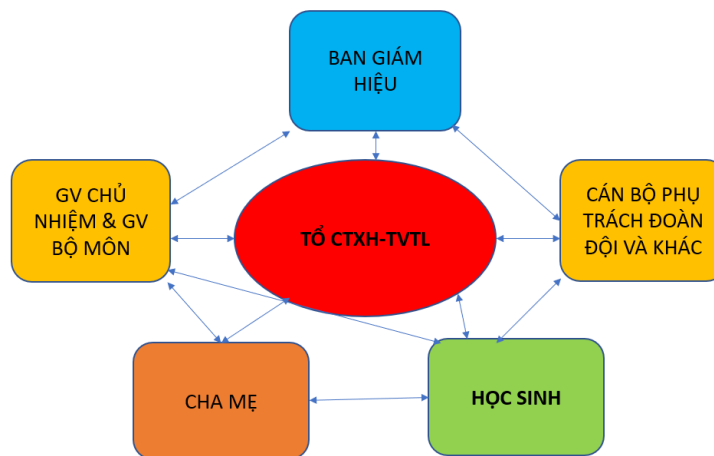 BAN GIÁM
HIỆU
GV CHỦ
NHIỆM & GV
BỘ MÔN
TỔ CTXH-TVTL
CÁN BỘ PHỤ
TRÁCH ĐOÀN
ĐỘI VÀ KHÁC
CHA MẸ
HỌC SINH